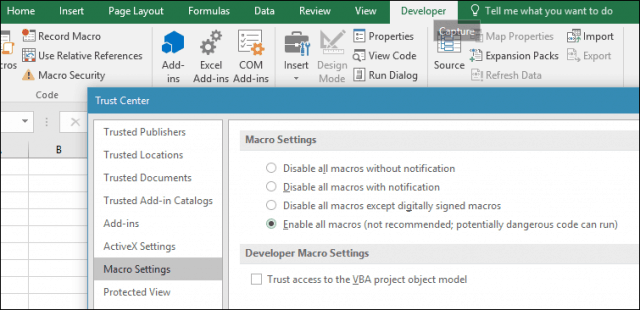 Home Insert Page Layout Formulas Data Review View Developer Tell me what you want to do
Record Macro
Use Relative References
Macro Security
Code
Add-ins
Excel Add-ins
COM Add-ins
Add-ins
Insert
Design Mode
Properties
View Code
Run Dialog
Controls
Capture
Source
Map Properties
Expansion Packs
Refresh Data
Import
Export
Trust Center
B
Trusted Publishers
Trusted Locations
Trusted Documents
Trusted Add-in Catalogs
Add-ins
ActiveX Settings
Macro Settings
Protected View
Macro Settings
Disable all macros without notification
Disable all macros with notification
Disable all macros except digitally signed macros
Enable all macros (not recommended; potentially dangerous code can run)
Developer Macro Settings
Trust access to the VBA project object model